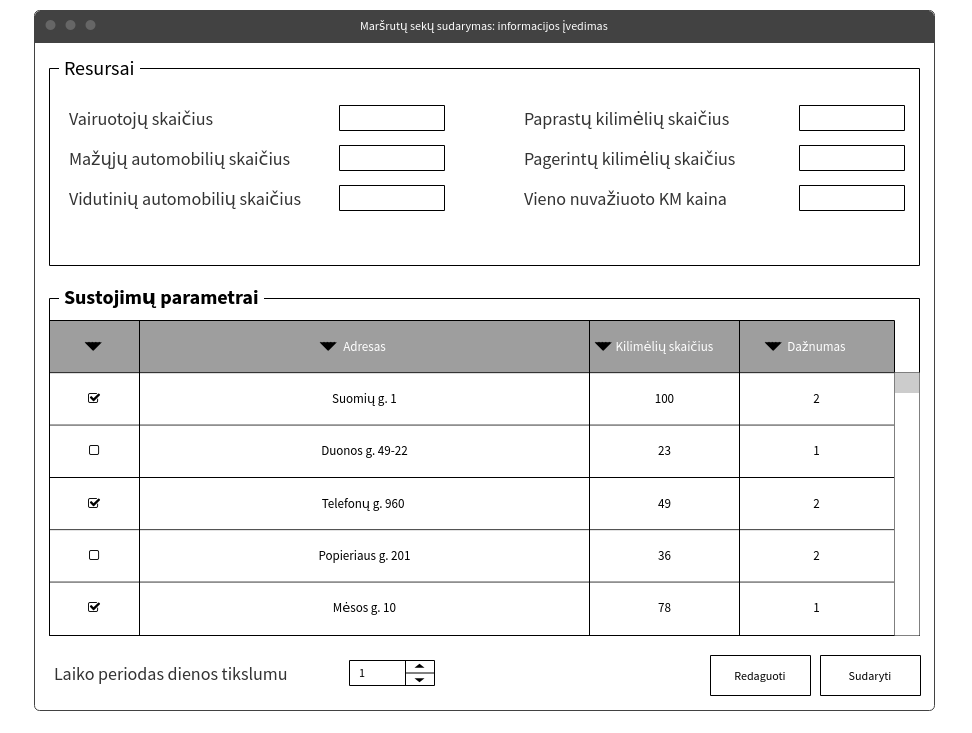 Maršrutų sekų sudarymas: informacijos įvedimas
Resursai
Vairuotojų skaičius
Paprastų kilimėlių skaičius
Mažųjų automobilių skaičius
Pagerintų kilimėlių skaičius
Vidutinių automobilių skaičius
Vieno nuvažiuoto KM kaina
Sustojimų parametrai
Adresas Kilimėlių skaičius Dažnumas
Suomių g. 1 100 2
Duonos g. 49-22 23 1
Telefonų g. 960 49 2
Popieriaus g. 201 36 2
Mėsos g. 10 78 1
Laiko periodas dienos tikslumu 1 Redaguoti Sudaryti